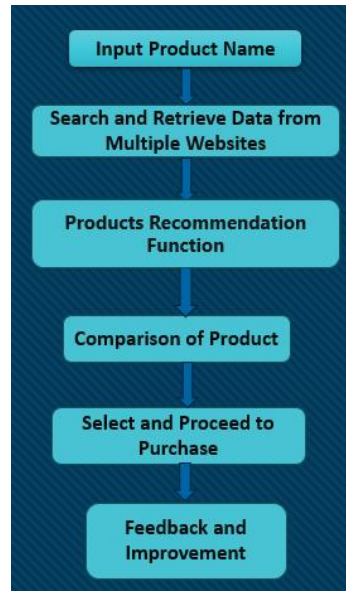 Input Product Name
Search and Retrieve Data from
Multiple Websites
Products Recommendation
Function
Comparison of Product
Select and Proceed to
Purchase
Feedback and
Improvement